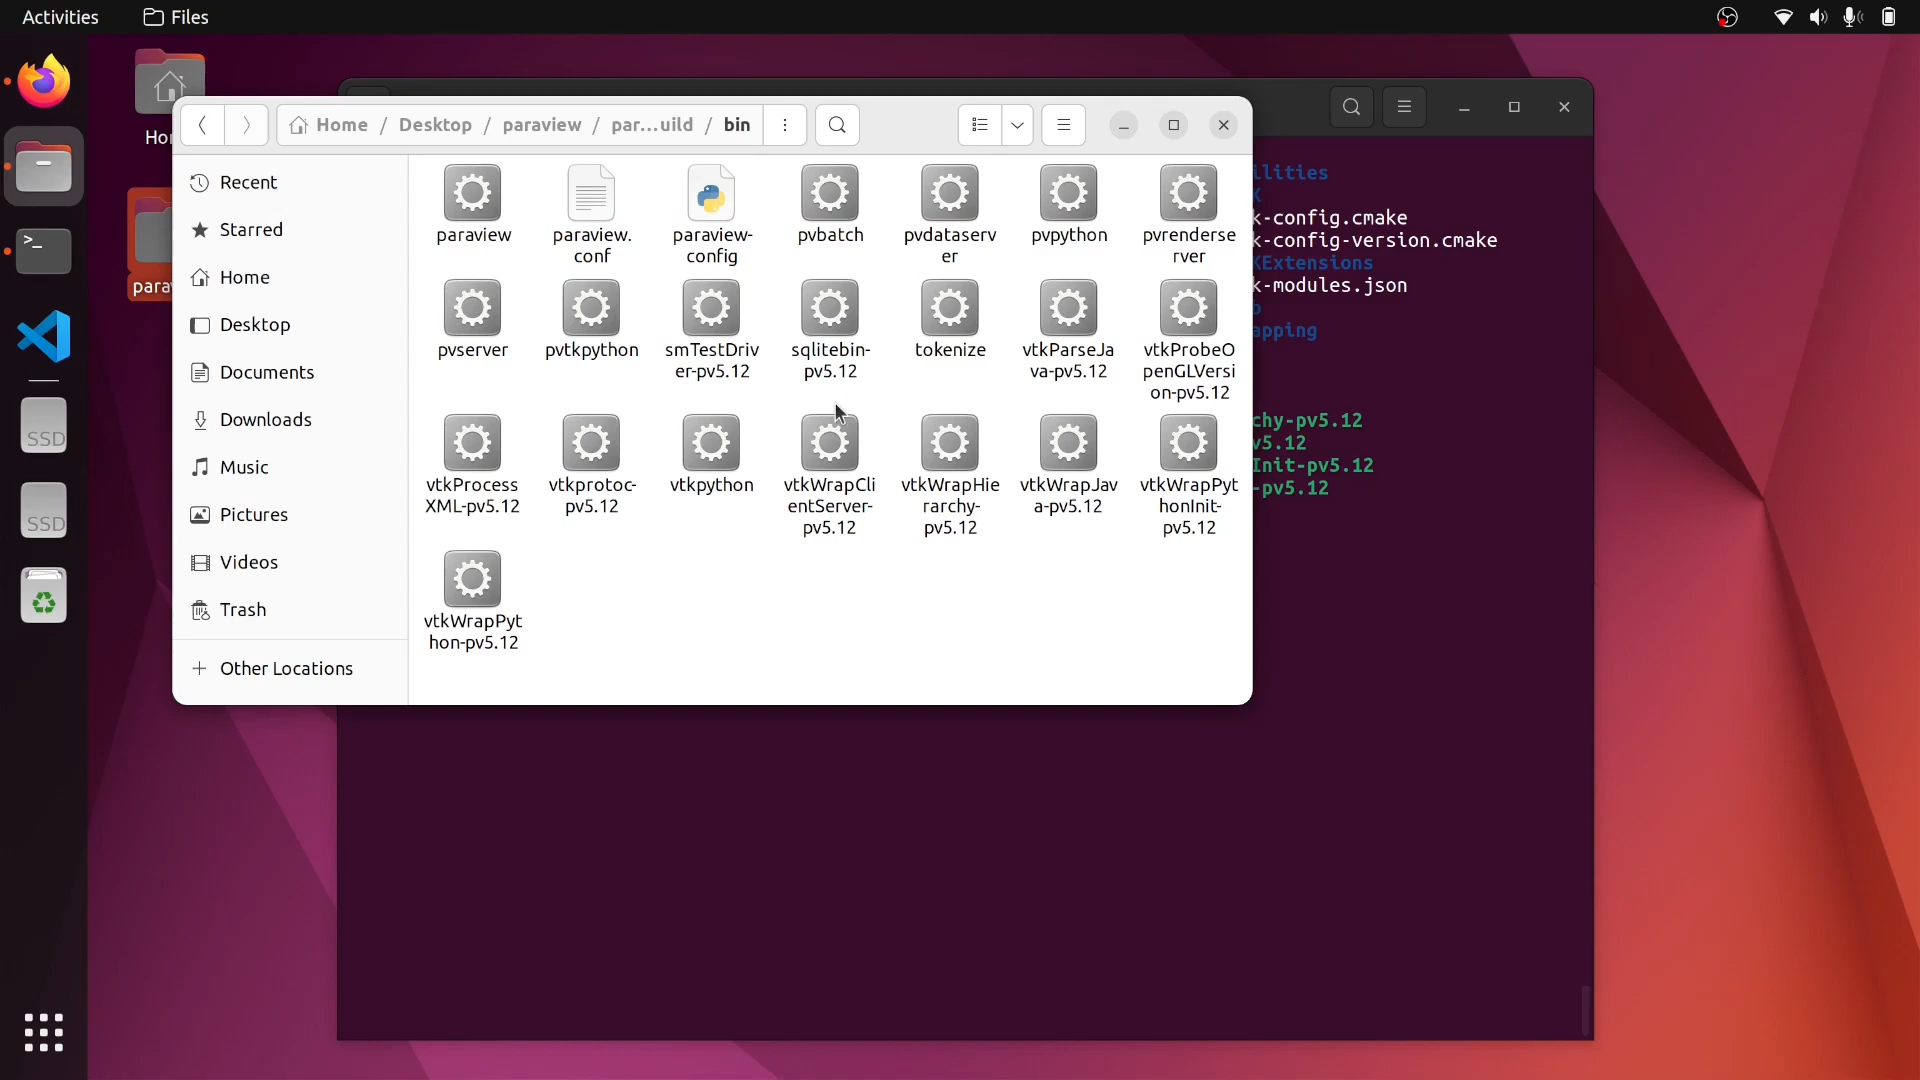 Activities
Files
Home / Desktop / paraview / par...uild / bin
Recent
Starred
Home
Desktop
Documents
Downloads
Music
Pictures
Videos
Trash
Other Locations
paraview
paraview.
conf
paraview-
config
pvbatch
pvdataserv
er
pvpython
pvrenderse
rver
pvserver
pvtkpython
smTestDriv
er-pv5.12
sqlitebin-
pv5.12
tokenize
vtkParseJa
va-pv5.12
vtkProbeO
penGLVersi
on-pv5.12
vtkProcess
XML-pv5.12
vtkprotoc-
pv5.12
vtkpython
vtkWrapCli
entServer-
pv5.12
vtkWrapHie
rarchy-
pv5.12
vtkWrapJav
a-pv5.12
vtkWrapPyt
honInit-
pv5.12
vtkWrapPyt
hon-pv5.12
Hor
para
SSD
SSD
ilities
k-config.cmake
k-config-version.cmake
KExtensions
k-modules.json
apping
chy-pv5.12
v5.12
Init-pv5.12
-pv5.12